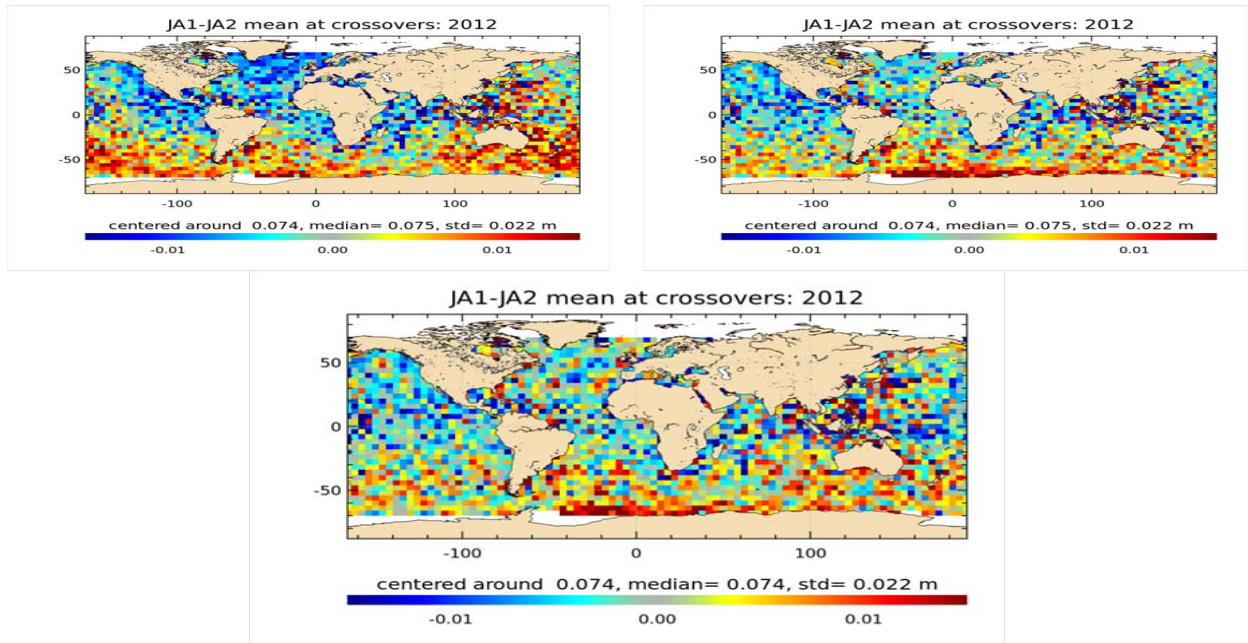 JA1-JA2 mean at crossovers: 2012
50
0
-50
-100 0 100
centered around 0.074, median= 0.075, std= 0.022 m
-0.01 0.00 0.01
JA1-JA2 mean at crossovers: 2012
50
0
-50
-100 0 100
centered around 0.074, median= 0.075, std= 0.022 m
-0.01 0.00 0.01
JA1-JA2 mean at crossovers: 2012
50
0
-50
-100 0 100
centered around 0.074, median= 0.074, std= 0.022 m
-0.01 0.00 0.01